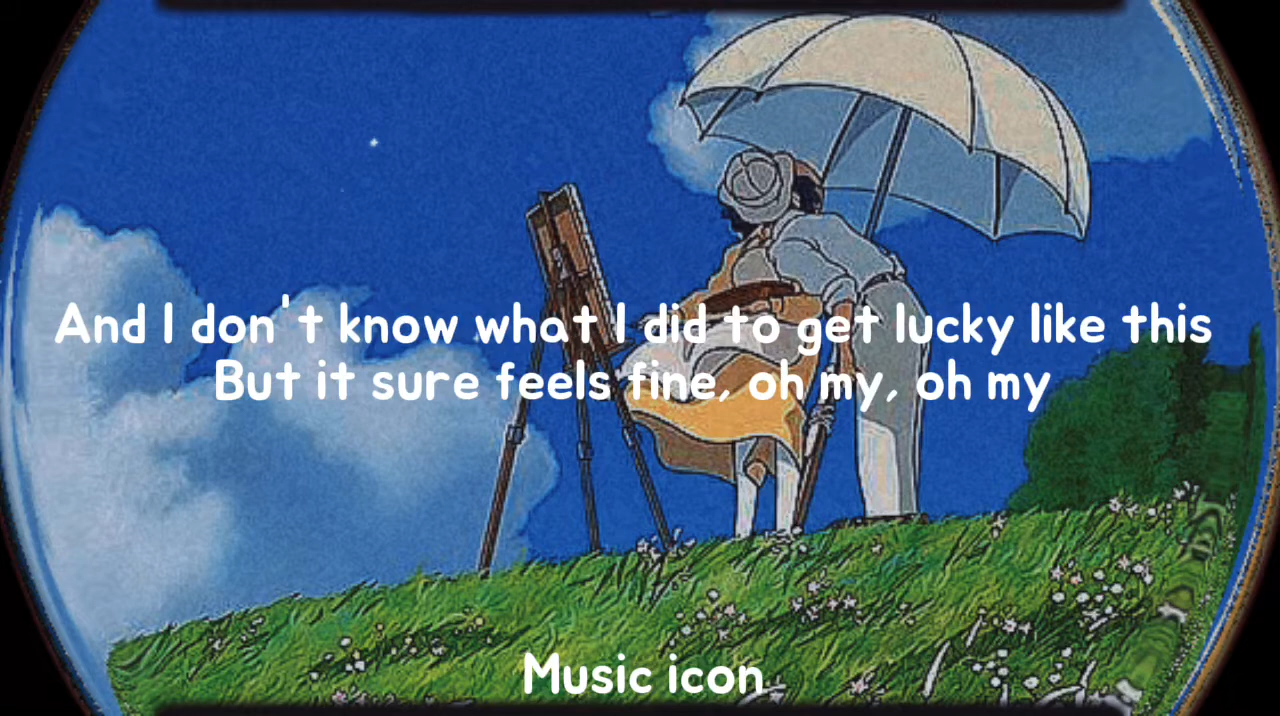 And I don't know what I did to get lucky like this
But it sure feels fine, oh my, oh my
Music icon